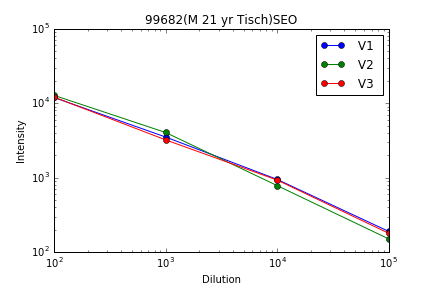 99682(M 21 yr Tisch)SEO
10^5
10^4
10^3
10^2
Intensity
V1
V2
V3
10^2 10^3 10^4 10^5
Dilution